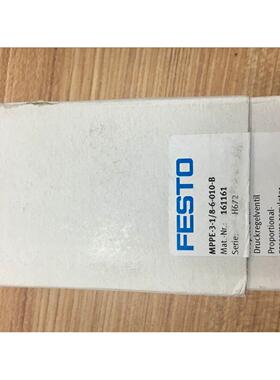 FESTO
MPPE-3-1/8-6-010-B
Mat.-Nr.: 161161
Serie: H672
Druckregelventil
Proportional-